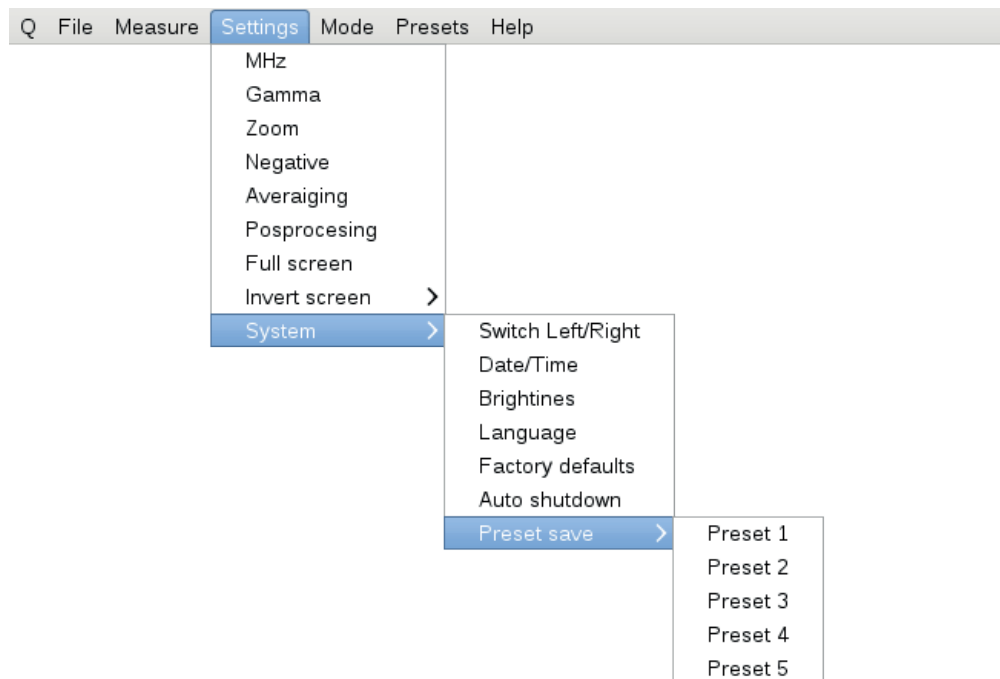 Q File Measure Settings Mode Presets Help
MHz
Gamma
Zoom
Negative
Averaiging
Posprocesing
Full screen
Invert screen
System
Switch Left/Right
Date/Time
Brightines
Language
Factory defaults
Auto shutdown
Preset save
Preset 1
Preset 2
Preset 3
Preset 4
Preset 5